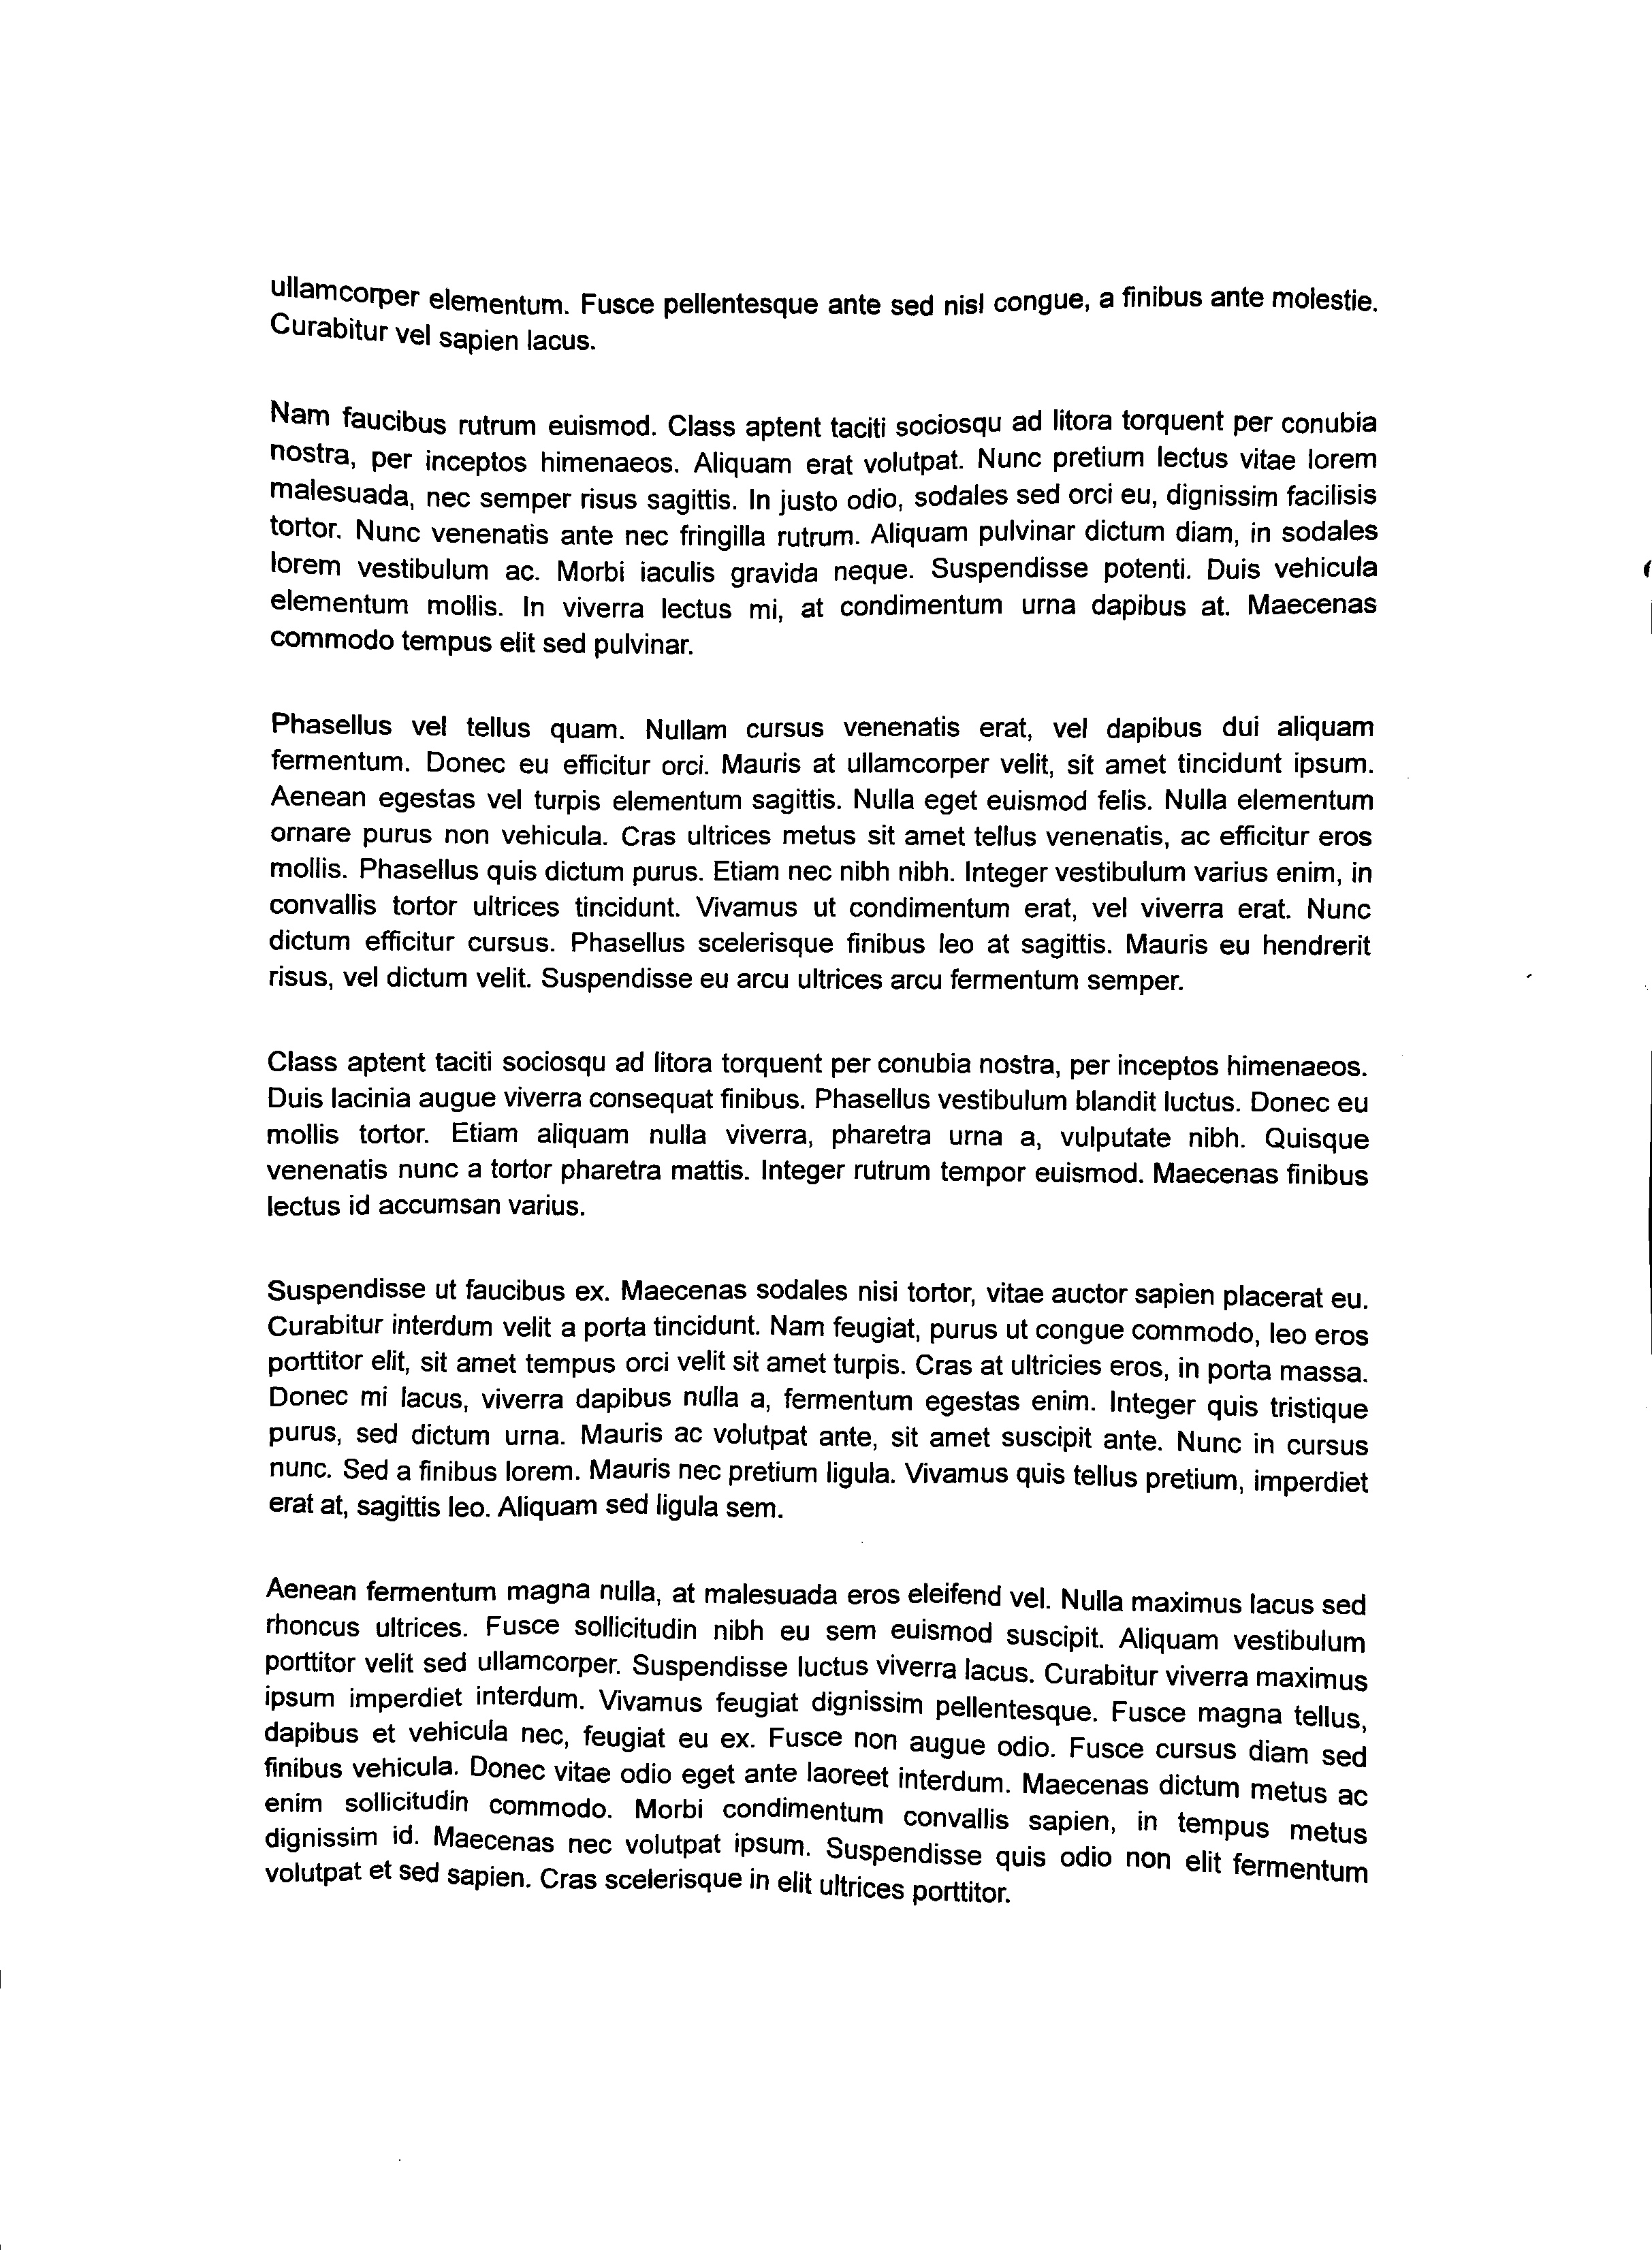 ullamcorper elementum. Fusce pellentesque ante sed nisl congue, a finibus ante molestie.
Curabitur vel sapien lacus.
Nam faucibus rutrum euismod. Class aptent taciti sociosqu ad litora torquent per conubia
nostra, per inceptos himenaeos. Aliquam erat volutpat. Nunc pretium lectus vitae lorem
malesuada, nec semper risus sagittis. In justo odio, sodales sed orci eu, dignissim facilisis
tortor. Nunc venenatis ante nec fringilla rutrum. Aliquam pulvinar dictum diam, in sodales
lorem vestibulum ac. Morbi iaculis gravida neque. Suspendisse potenti. Duis vehicula
elementum mollis. In viverra lectus mi, at condimentum urna dapibus at. Maecenas
commodo tempus elit sed pulvinar.
Phasellus vel tellus quam. Nullam cursus venenatis erat, vel dapibus dui aliquam
fermentum. Donec eu efficitur orci. Mauris at ullamcorper velit, sit amet tincidunt ipsum.
Aenean egestas vel turpis elementum sagittis. Nulla eget euismod felis. Nulla elementum
ornare purus non vehicula. Cras ultrices metus sit amet tellus venenatis, ac efficitur eros
mollis. Phasellus quis dictum purus. Etiam nec nibh nibh. Integer vestibulum varius enim, in
convallis tortor ultrices tincidunt. Vivamus ut condimentum erat, vel viverra erat. Nunc
dictum efficitur cursus. Phasellus scelerisque finibus leo at sagittis. Mauris eu hendrerit
risus, vel dictum velit. Suspendisse eu arcu ultrices arcu fermentum semper.
Class aptent taciti sociosqu ad litora torquent per conubia nostra, per inceptos himenaeos.
Duis lacinia augue viverra consequat finibus. Phasellus vestibulum blandit luctus. Donec eu
mollis tortor. Etiam aliquam nulla viverra, pharetra urna a, vulputate nibh. Quisque
venenatis nunc a tortor pharetra mattis. Integer rutrum tempor euismod. Maecenas finibus
lectus id accumsan varius.
Suspendisse ut faucibus ex. Maecenas sodales nisi tortor, vitae auctor sapien placerat eu.
Curabitur interdum velit a porta tincidunt. Nam feugiat, purus ut congue commodo, leo eros
porttitor elit, sit amet tempus orci velit sit amet turpis. Cras at ultricies eros, in porta massa.
Donec mi lacus, viverra dapibus nulla a, fermentum egestas enim. Integer quis tristique
purus, sed dictum urna. Mauris ac volutpat ante, sit amet suscipit ante. Nunc in cursus
nunc. Sed a finibus lorem. Mauris nec pretium ligula. Vivamus quis tellus pretium, imperdiet
erat at, sagittis leo. Aliquam sed ligula sem.
Aenean fermentum magna nulla, at malesuada eros eleifend vel. Nulla maximus lacus sed
rhoncus ultrices. Fusce sollicitudin nibh eu sem euismod suscipit. Aliquam vestibulum
porttitor velit sed ullamcorper. Suspendisse luctus viverra lacus. Curabitur viverra maximus
ipsum imperdiet interdum. Vivamus feugiat dignissim pellentesque. Fusce magna tellus,
dapibus et vehicula nec, feugiat eu ex. Fusce non augue odio. Fusce cursus diam sed
finibus vehicula. Donec vitae odio eget ante laoreet interdum. Maecenas dictum metus ac
enim sollicitudin commodo. Morbi condimentum convallis sapien, in tempus metus
dignissim id. Maecenas nec volutpat ipsum. Suspendisse quis odio non elit fermentum
volutpat et sed sapien. Cras scelerisque in elit ultrices porttitor.